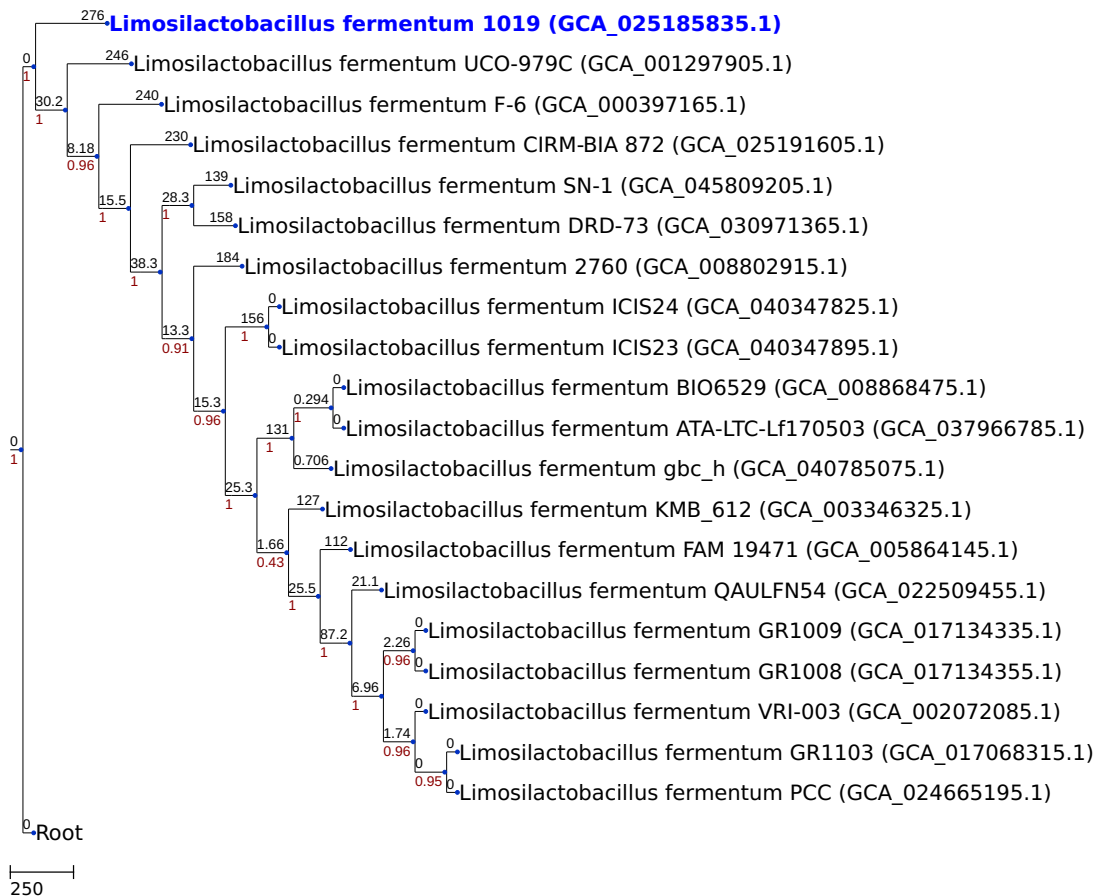 276
Limosilactobacillus fermentum 1019 (GCA_025185835.1)
0
1
246
Limosilactobacillus fermentum UCO-979C (GCA_001297905.1)
30.2
1
240
Limosilactobacillus fermentum F-6 (GCA_000397165.1)
8.18
0.96
230
Limosilactobacillus fermentum CIRM-BIA 872 (GCA_025191605.1)
15.5
1
139
Limosilactobacillus fermentum SN-1 (GCA_045809205.1)
28.3
1
158
Limosilactobacillus fermentum DRD-73 (GCA_030971365.1)
38.3
1
184
Limosilactobacillus fermentum 2760 (GCA_008802915.1)
13.3
0.91
0
Limosilactobacillus fermentum ICIS24 (GCA_040347825.1)
156
1
0
Limosilactobacillus fermentum ICIS23 (GCA_040347895.1)
15.3
0.96
0
Limosilactobacillus fermentum BIO6529 (GCA_008868475.1)
0.294
1
0
Limosilactobacillus fermentum ATA-LTC-Lf170503 (GCA_037966785.1)
131
1
0.706
Limosilactobacillus fermentum gbc_h (GCA_040785075.1)
0
1
25.3
1
127
Limosilactobacillus fermentum KMB_612 (GCA_003346325.1)
1.66
0.43
112
Limosilactobacillus fermentum FAM 19471 (GCA_005864145.1)
25.5
1
21.1
Limosilactobacillus fermentum QAULFN54 (GCA_022509455.1)
87.2
1
0
Limosilactobacillus fermentum GR1009 (GCA_017134335.1)
2.26
0.96
0
Limosilactobacillus fermentum GR1008 (GCA_017134355.1)
6.96
1
0
Limosilactobacillus fermentum VRI-003 (GCA_002072085.1)
1.74
0.96
0
Limosilactobacillus fermentum GR1103 (GCA_017068315.1)
0
0.95
0
Limosilactobacillus fermentum PCC (GCA_024665195.1)
0
Root
250